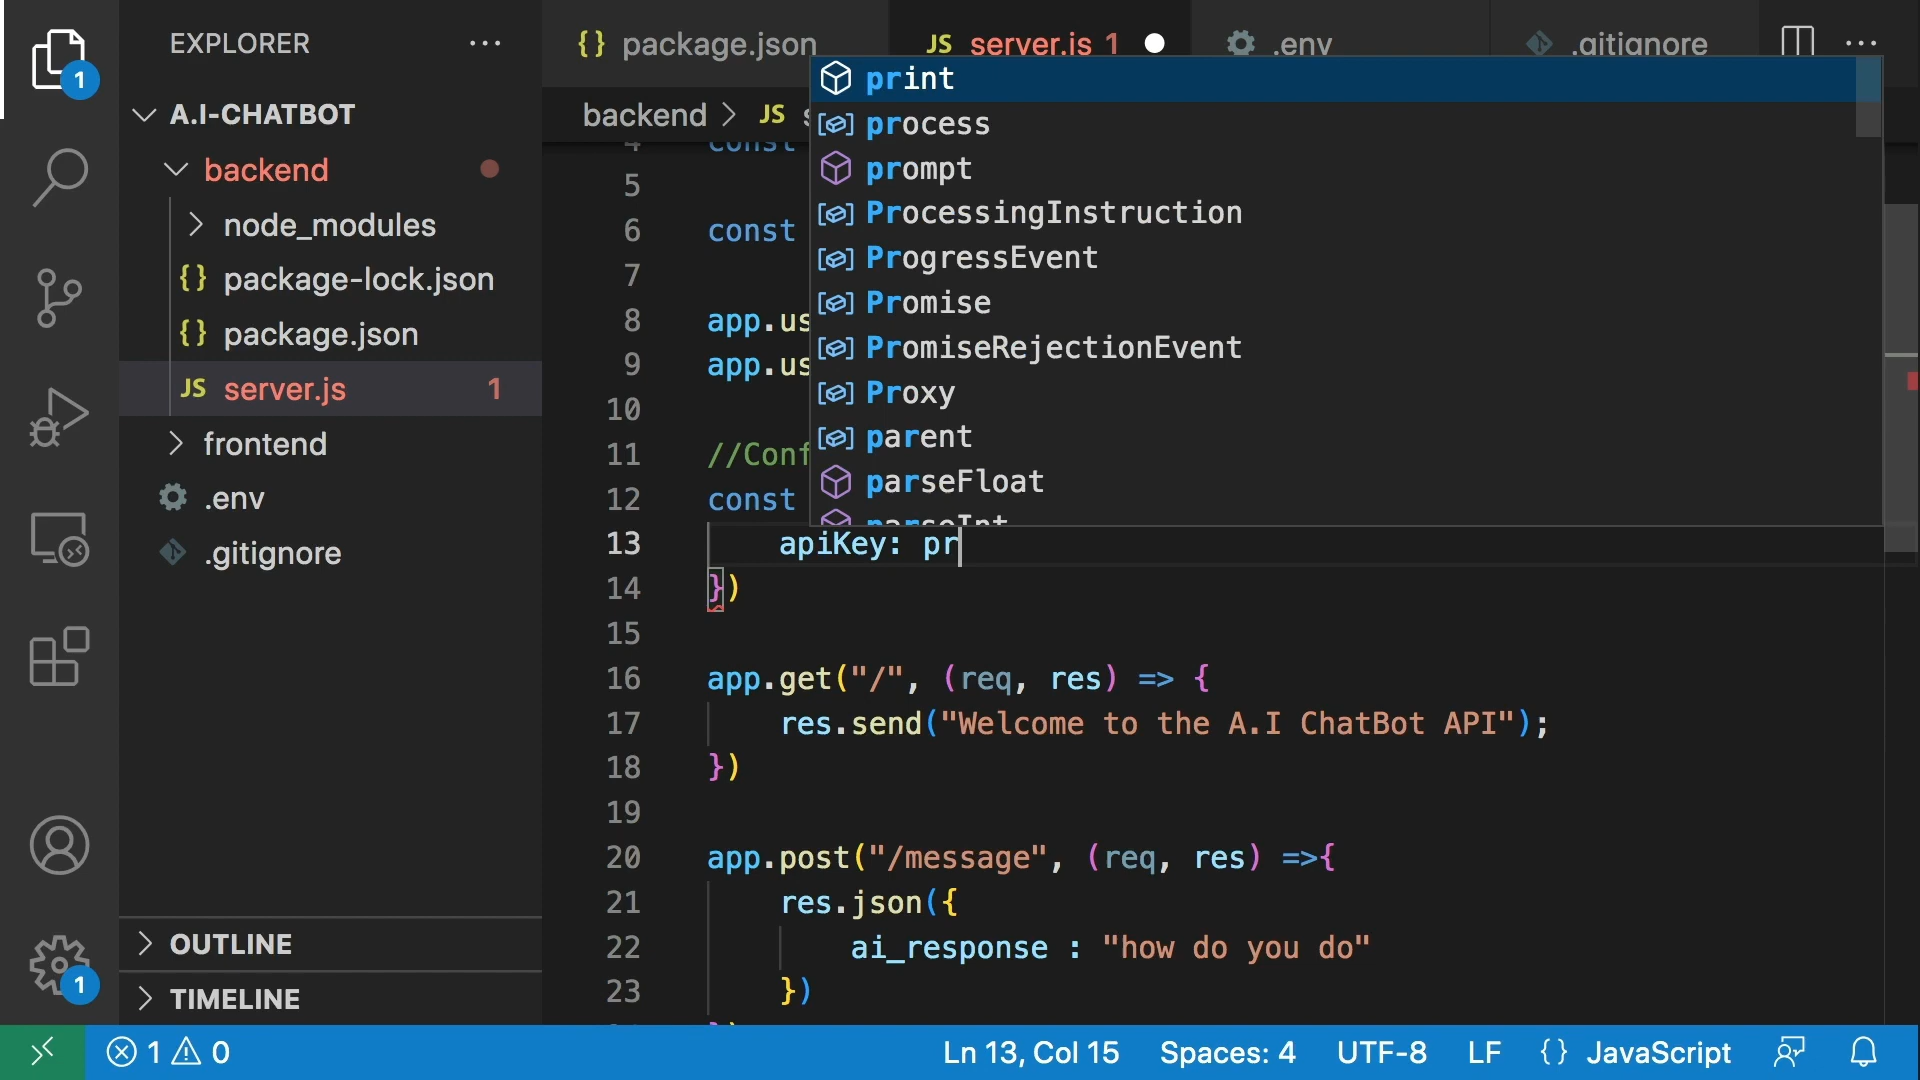 EXPLORER
1
A.I-CHATBOT
backend
node_modules
package-lock.json
package.json
JS server.js 1
frontend
.env
.gitignore
OUTLINE
TIMELINE
1
{} package.json
JS server.js 1
.env
.gitignore
backend > JS s
print
process
prompt
ProcessingInstruction
ProgressEvent
Promise
PromiseRejectionEvent
Proxy
parent
parseFloat
parseInt
4 const
5
6 const
7
8 app.us
9 app.us
10
11 //Conf
12 const
13 apiKey: pr
14 })
15
16 app.get("/", (req, res) => {
17 res.send("Welcome to the A.I ChatBot API");
18 })
19
20 app.post("/message", (req, res) =>{
21 res.json({
22 ai_response : "how do you do"
23 })
1 0
Ln 13, Col 15 Spaces: 4 UTF-8 LF {} JavaScript